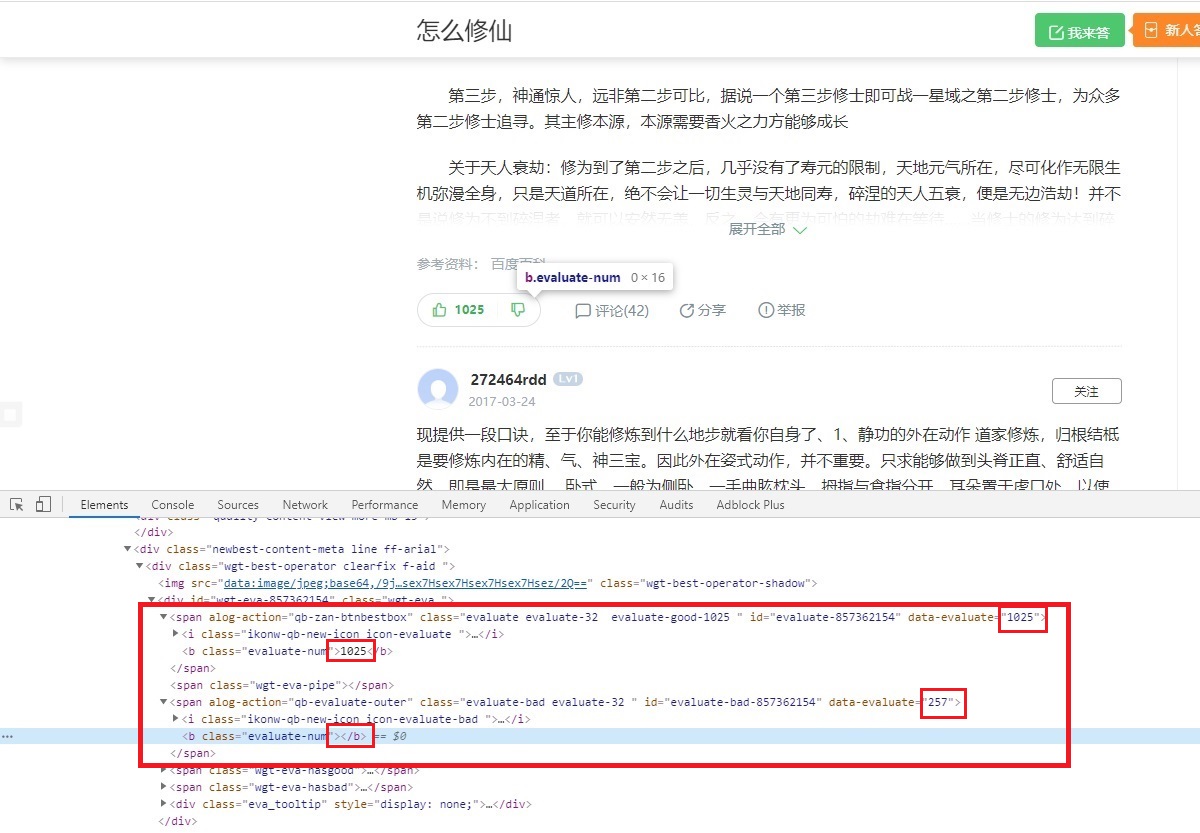 怎么修仙
我来答
新人答
第三步，神通惊人，远非第二步可比，据说一个第三步修士即可战一星域之第二步修士，为众多
第二步修士追寻。其主修本源，本源需要香火之力方能够成长
关于天人衰劫：修为到了第二步之后，几乎没有了寿元的限制，天地元气所在，尽可化作无限生
机弥漫全身，只是天道所在，绝不会让一切生灵与天地同寿，碎涅的天人五衰，便是无边浩劫！并不
展开全部
参考资料： 百度百科
b.evaluate-num 0 × 16
1025
评论(42) 分享 举报
272464rdd Lv1
2017-03-24
关注
现提供一段口诀，至于你能修炼到什么地步就看你自身了、1、静功的外在动作 道家修炼，归根结柢
是要修炼内在的精、气、神三宝。因此外在姿式动作，并不重要。只求能够做到头脊正直、舒适自
然，即是最大原则。 卧式，一般为侧卧，一手曲肱枕头，拇指与食指分开，耳朵置于虎口处，以使
Elements Console Sources Network Performance Memory Application Security Audits Adblock Plus
</div>
<div class="newbest-content-meta line ff-arial">
<div class="wgt-best-operator clearfix f-aid ">
<img src="data:image/jpeg;base64,/9j…sex7Hsex7Hsex7Hsex7Hsez/2Q==" class="wgt-best-operator-shadow">
<div id="wgt-eva-857362154" class="wgt-eva ">
<span alog-action="qb-zan-btnbestbox" class="evaluate evaluate-32  evaluate-good-1025 " id="evaluate-857362154" data-evaluate="1025">
<i class="ikonw-qb-new-icon icon-evaluate ">…</i>
<b class="evaluate-num">1025</b>
</span>
<span class="wgt-eva-pipe"></span>
<span alog-action="qb-evaluate-outer" class="evaluate-bad evaluate-32 " id="evaluate-bad-857362154" data-evaluate="257">
<i class="ikonw-qb-new-icon icon-evaluate-bad ">…</i>
… <b class="evaluate-num"></b> == $0
</span>
<span class="wgt-eva-hasgood">…</span>
<span class="wgt-eva-hasbad">…</span>
<div class="eva_tooltip" style="display: none;">…</div>
</div>